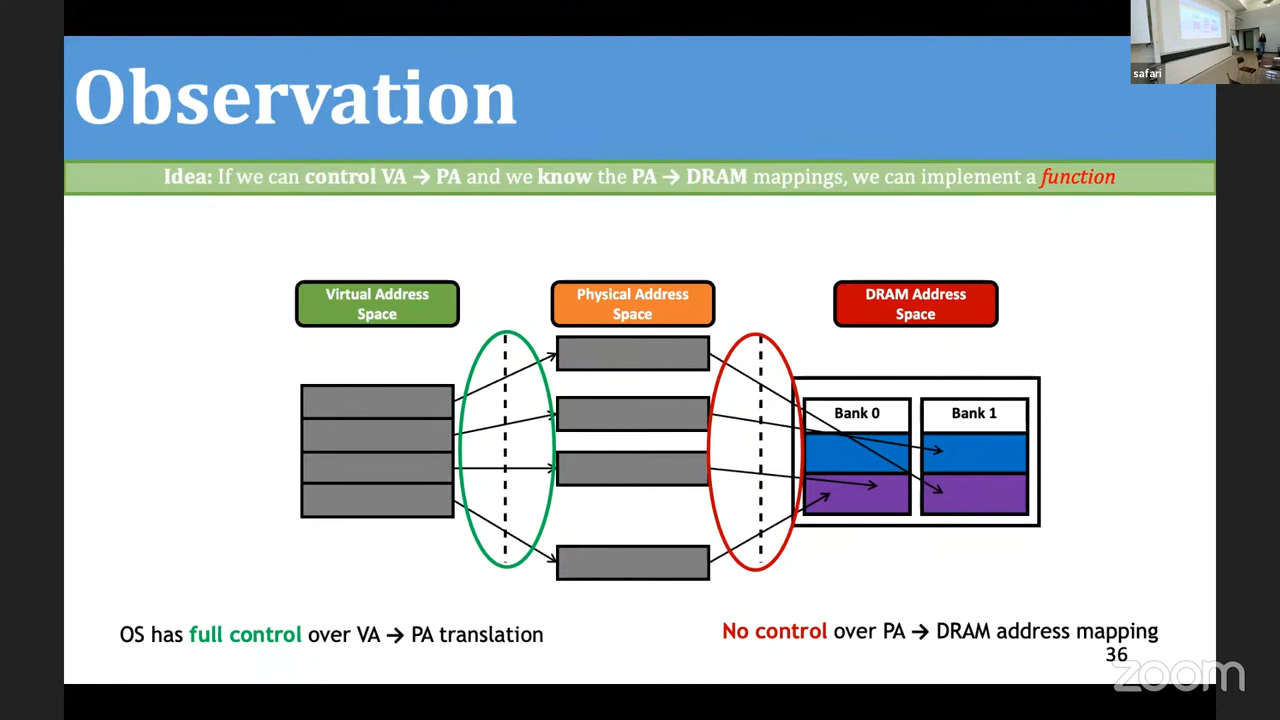 safari
Observation
Idea: If we can control VA → PA and we know the PA → DRAM mappings, we can implement a function
Virtual Address
Space
Physical Address
Space
DRAM Address
Space
Bank 0
Bank 1
OS has full control over VA → PA translation
No control over PA → DRAM address mapping
36
zoom